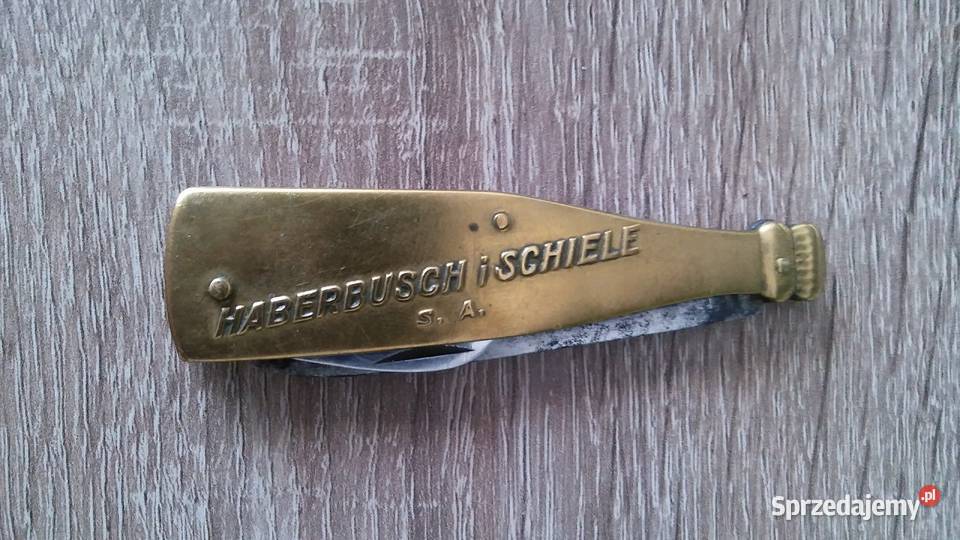 HABERBUSCH i SCHIELE
S. A.
Sprzedajemy.pl